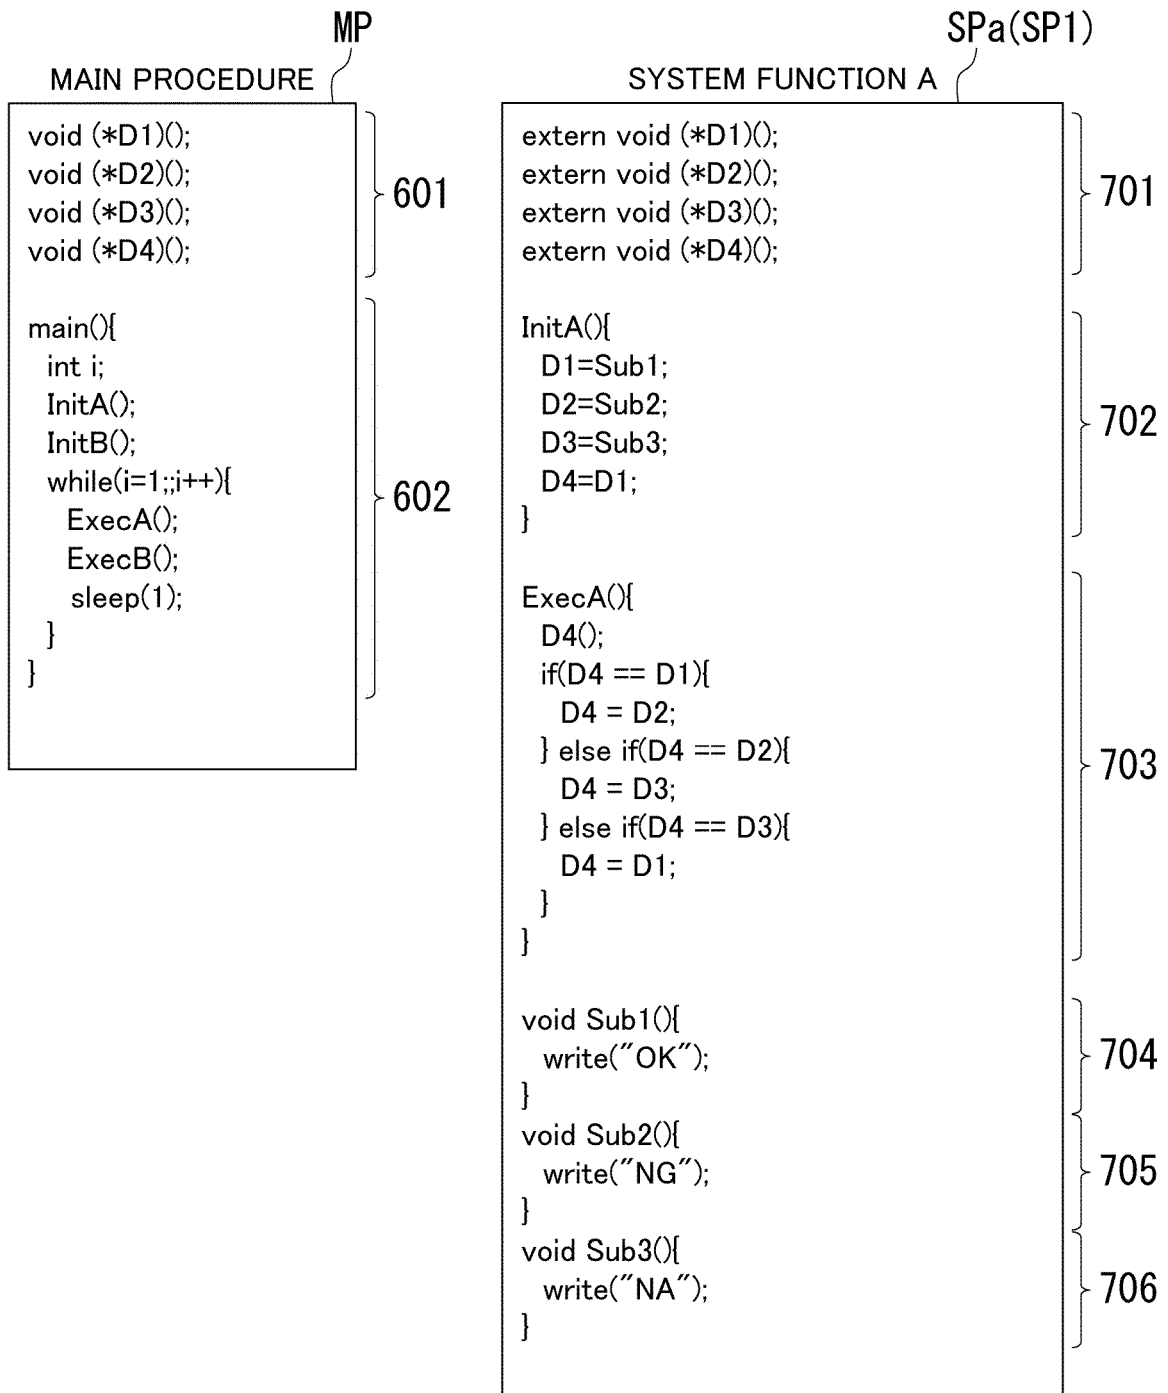 MP
MAIN PROCEDURE
void (*D1)();
void (*D2)();
void (*D3)();
void (*D4)();
601
main(){
int i;
InitA();
InitB();
while(i=1;;i++){
ExecA();
ExecB();
sleep(1);
}
}
602
SPa(SP1)
SYSTEM FUNCTION A
extern void (*D1)();
extern void (*D2)();
extern void (*D3)();
extern void (*D4)();
701
InitA(){
D1=Sub1;
D2=Sub2;
D3=Sub3;
D4=D1;
}
702
ExecA(){
D4();
if(D4 == D1){
D4 = D2;
} else if(D4 == D2){
D4 = D3;
} else if(D4 == D3){
D4 = D1;
}
}
703
void Sub1(){
write("OK");
}
704
void Sub2(){
write("NG");
}
705
void Sub3(){
write("NA");
}
706